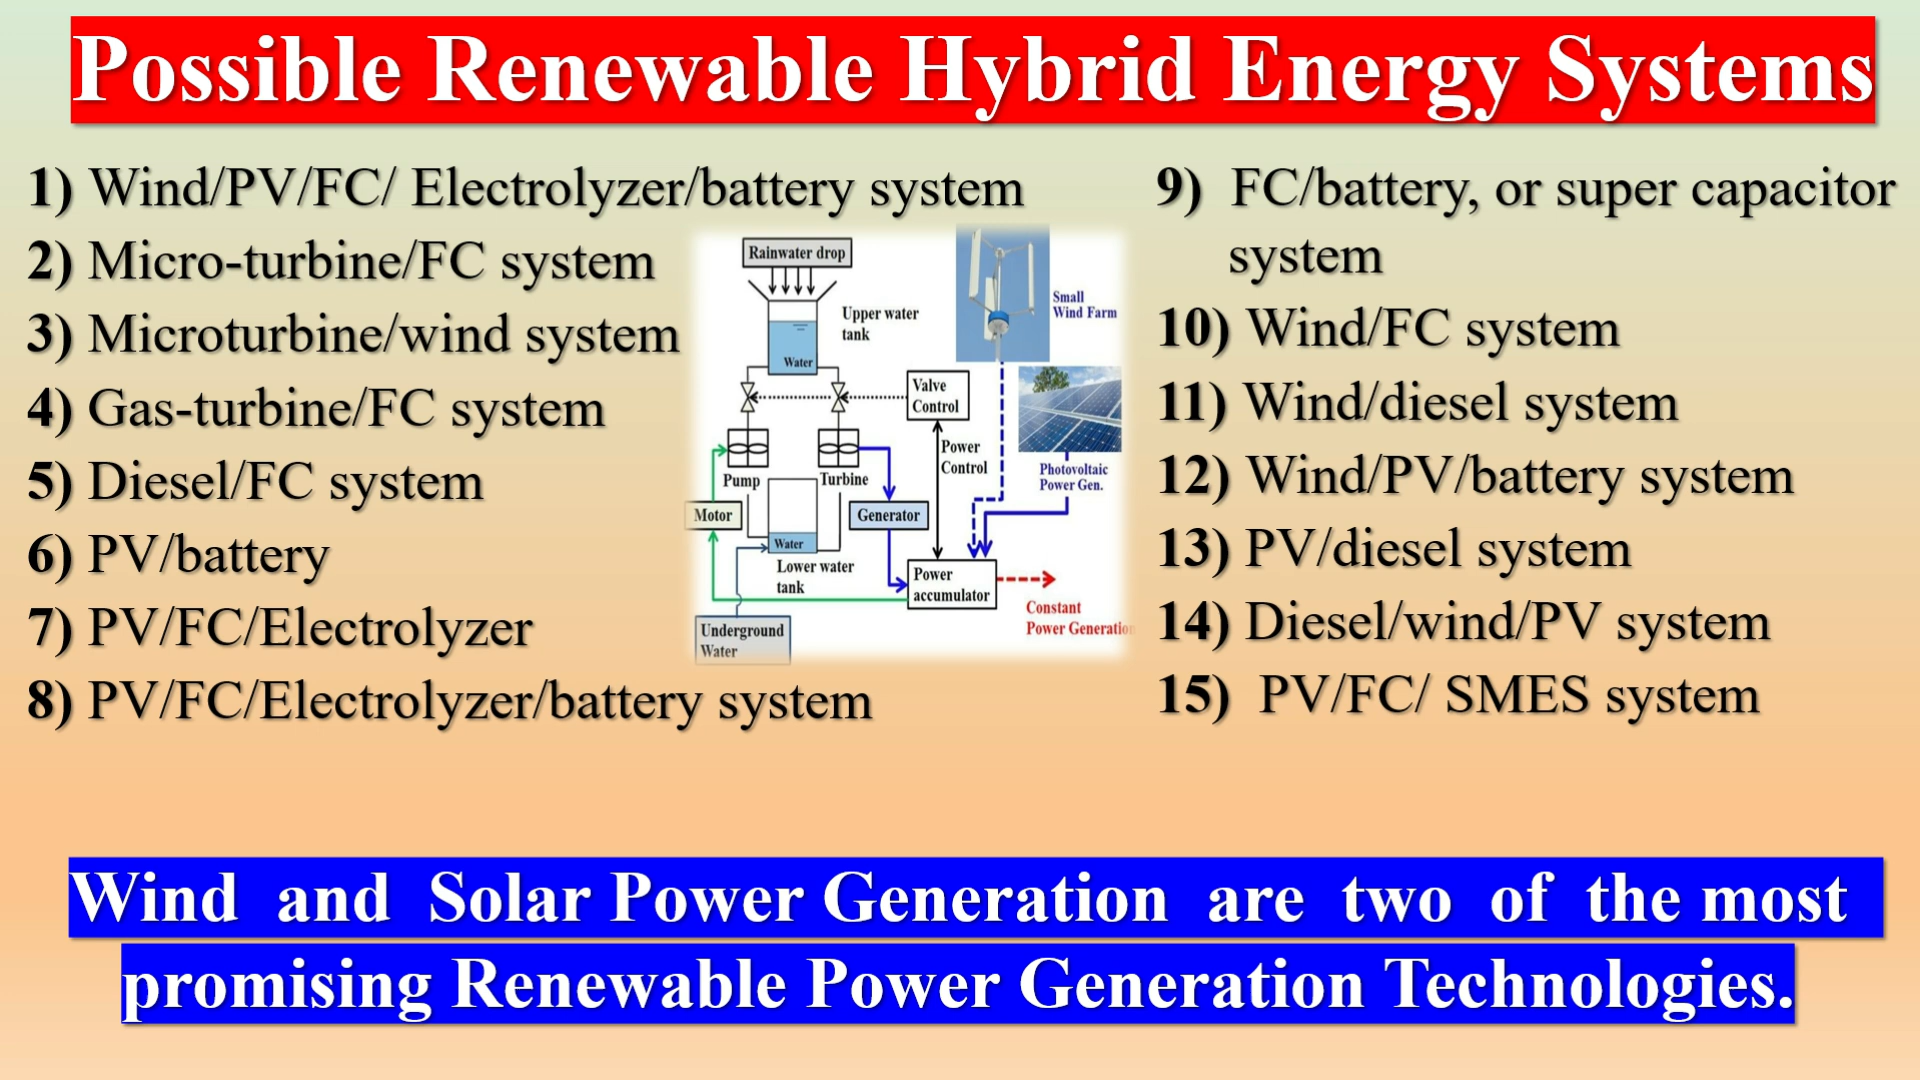 Possible Renewable Hybrid Energy Systems
1) Wind/PV/FC/ Electrolyzer/battery system
2) Micro-turbine/FC system
3) Microturbine/wind system
4) Gas-turbine/FC system
5) Diesel/FC system
6) PV/battery
7) PV/FC/Electrolyzer
8) PV/FC/Electrolyzer/battery system
Rainwater drop
Upper water
tank
Water
Small
Wind Farm
Valve
Control
Power
Control
Photovoltaic
Power Gen.
Pump
Turbine
Motor
Generator
Water
Lower water
tank
Power
accumulator
Constant
Power Generatio
Underground
Water
9) FC/battery, or super capacitor
system
10) Wind/FC system
11) Wind/diesel system
12) Wind/PV/battery system
13) PV/diesel system
14) Diesel/wind/PV system
15) PV/FC/ SMES system
Wind and Solar Power Generation are two of the most
promising Renewable Power Generation Technologies.